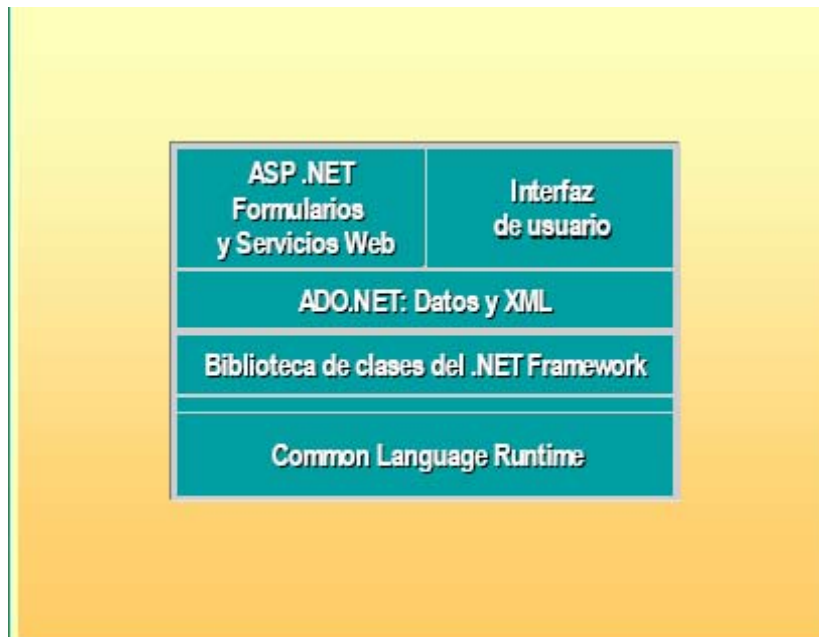 ASP .NET
Formularios
y Servicios Web
Interfaz
de usuario
ADO.NET: Datos y XML
Biblioteca de clases del .NET Framework
Common Language Runtime